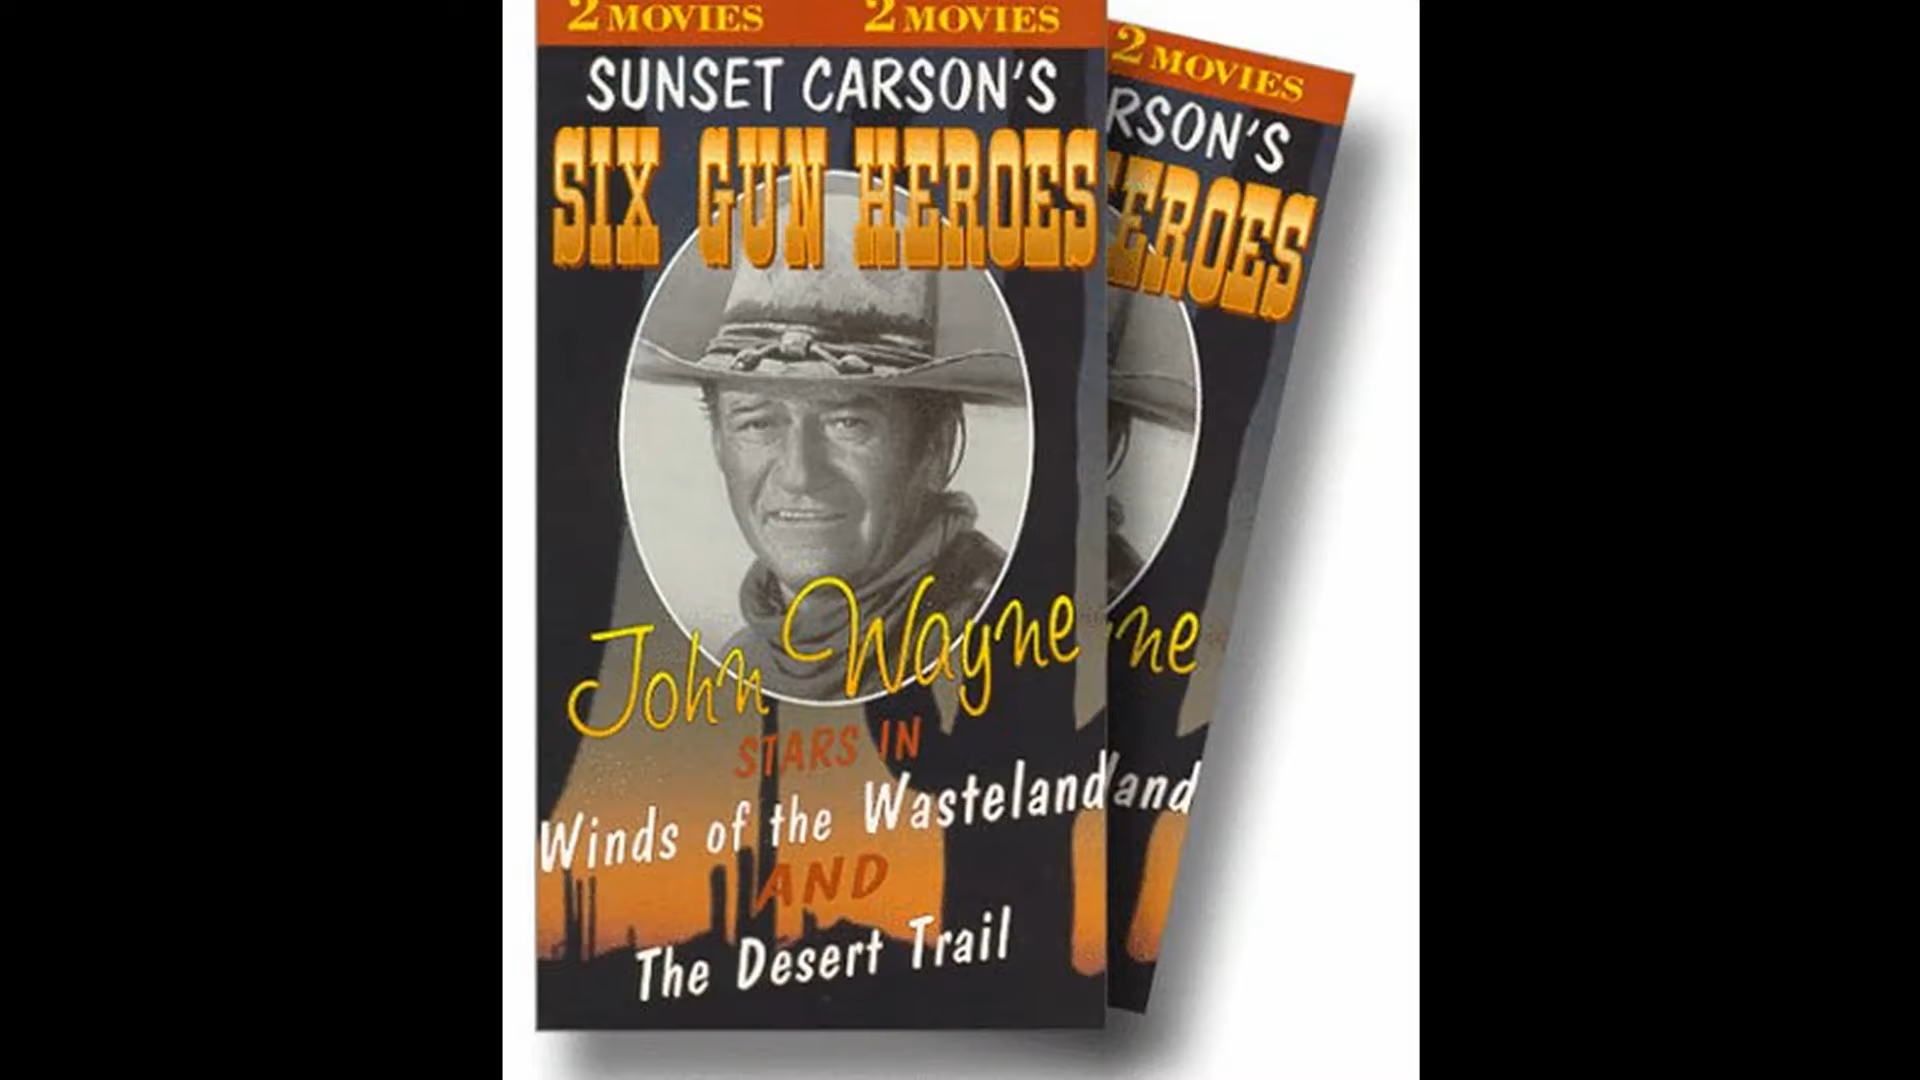 2 MOVIES 2 MOVIES
SUNSET CARSON'S
SIX GUN HEROES
John Wayne
STARS IN
Winds of the Wasteland
AND
The Desert Trail
2 MOVIES
RSON'S
EROES
ne
and